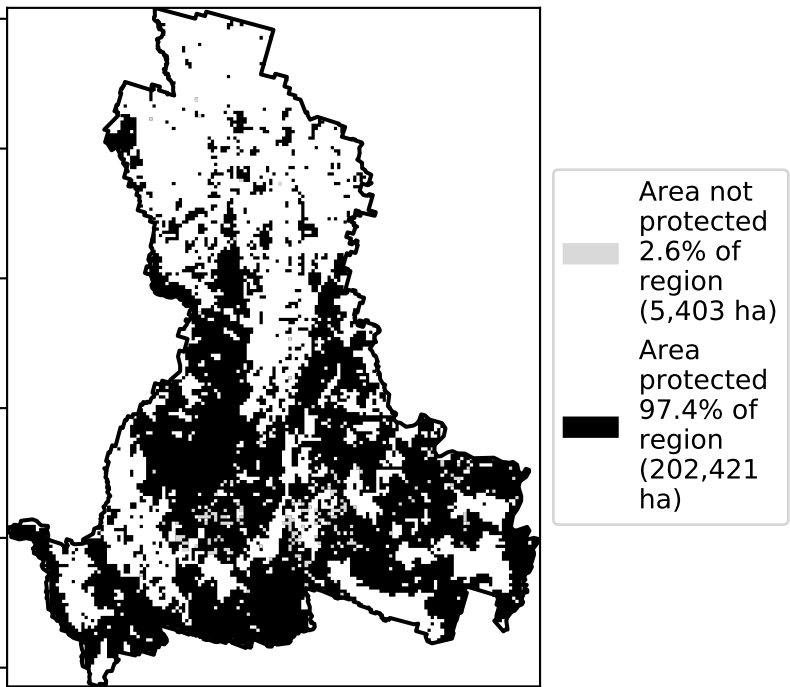 Area not
protected
2.6% of
region
(5,403 ha)
Area
protected
97.4% of
region
(202,421
ha)